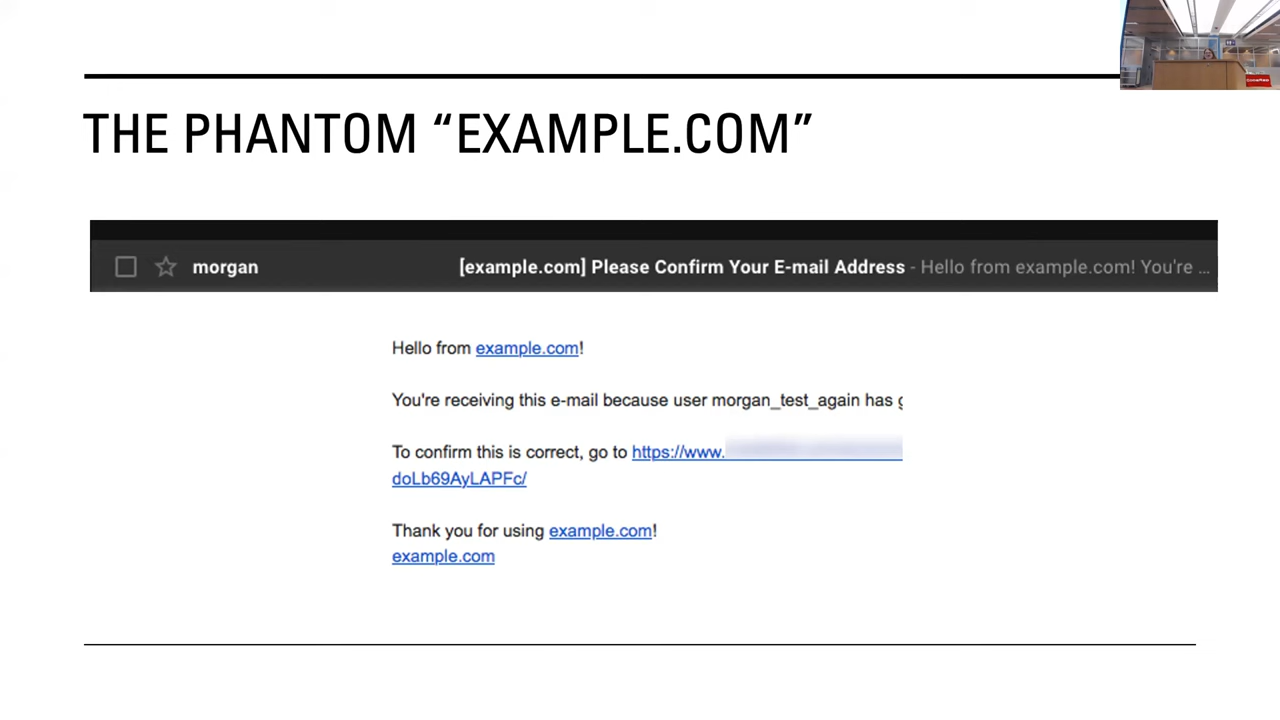 THE PHANTOM “EXAMPLE.COM”
morgan [example.com] Please Confirm Your E-mail Address - Hello from example.com! You're ...
Hello from example.com!
You're receiving this e-mail because user morgan_test_again has
To confirm this is correct, go to https://www.
doLb69AyLAPFc/
Thank you for using example.com!
example.com